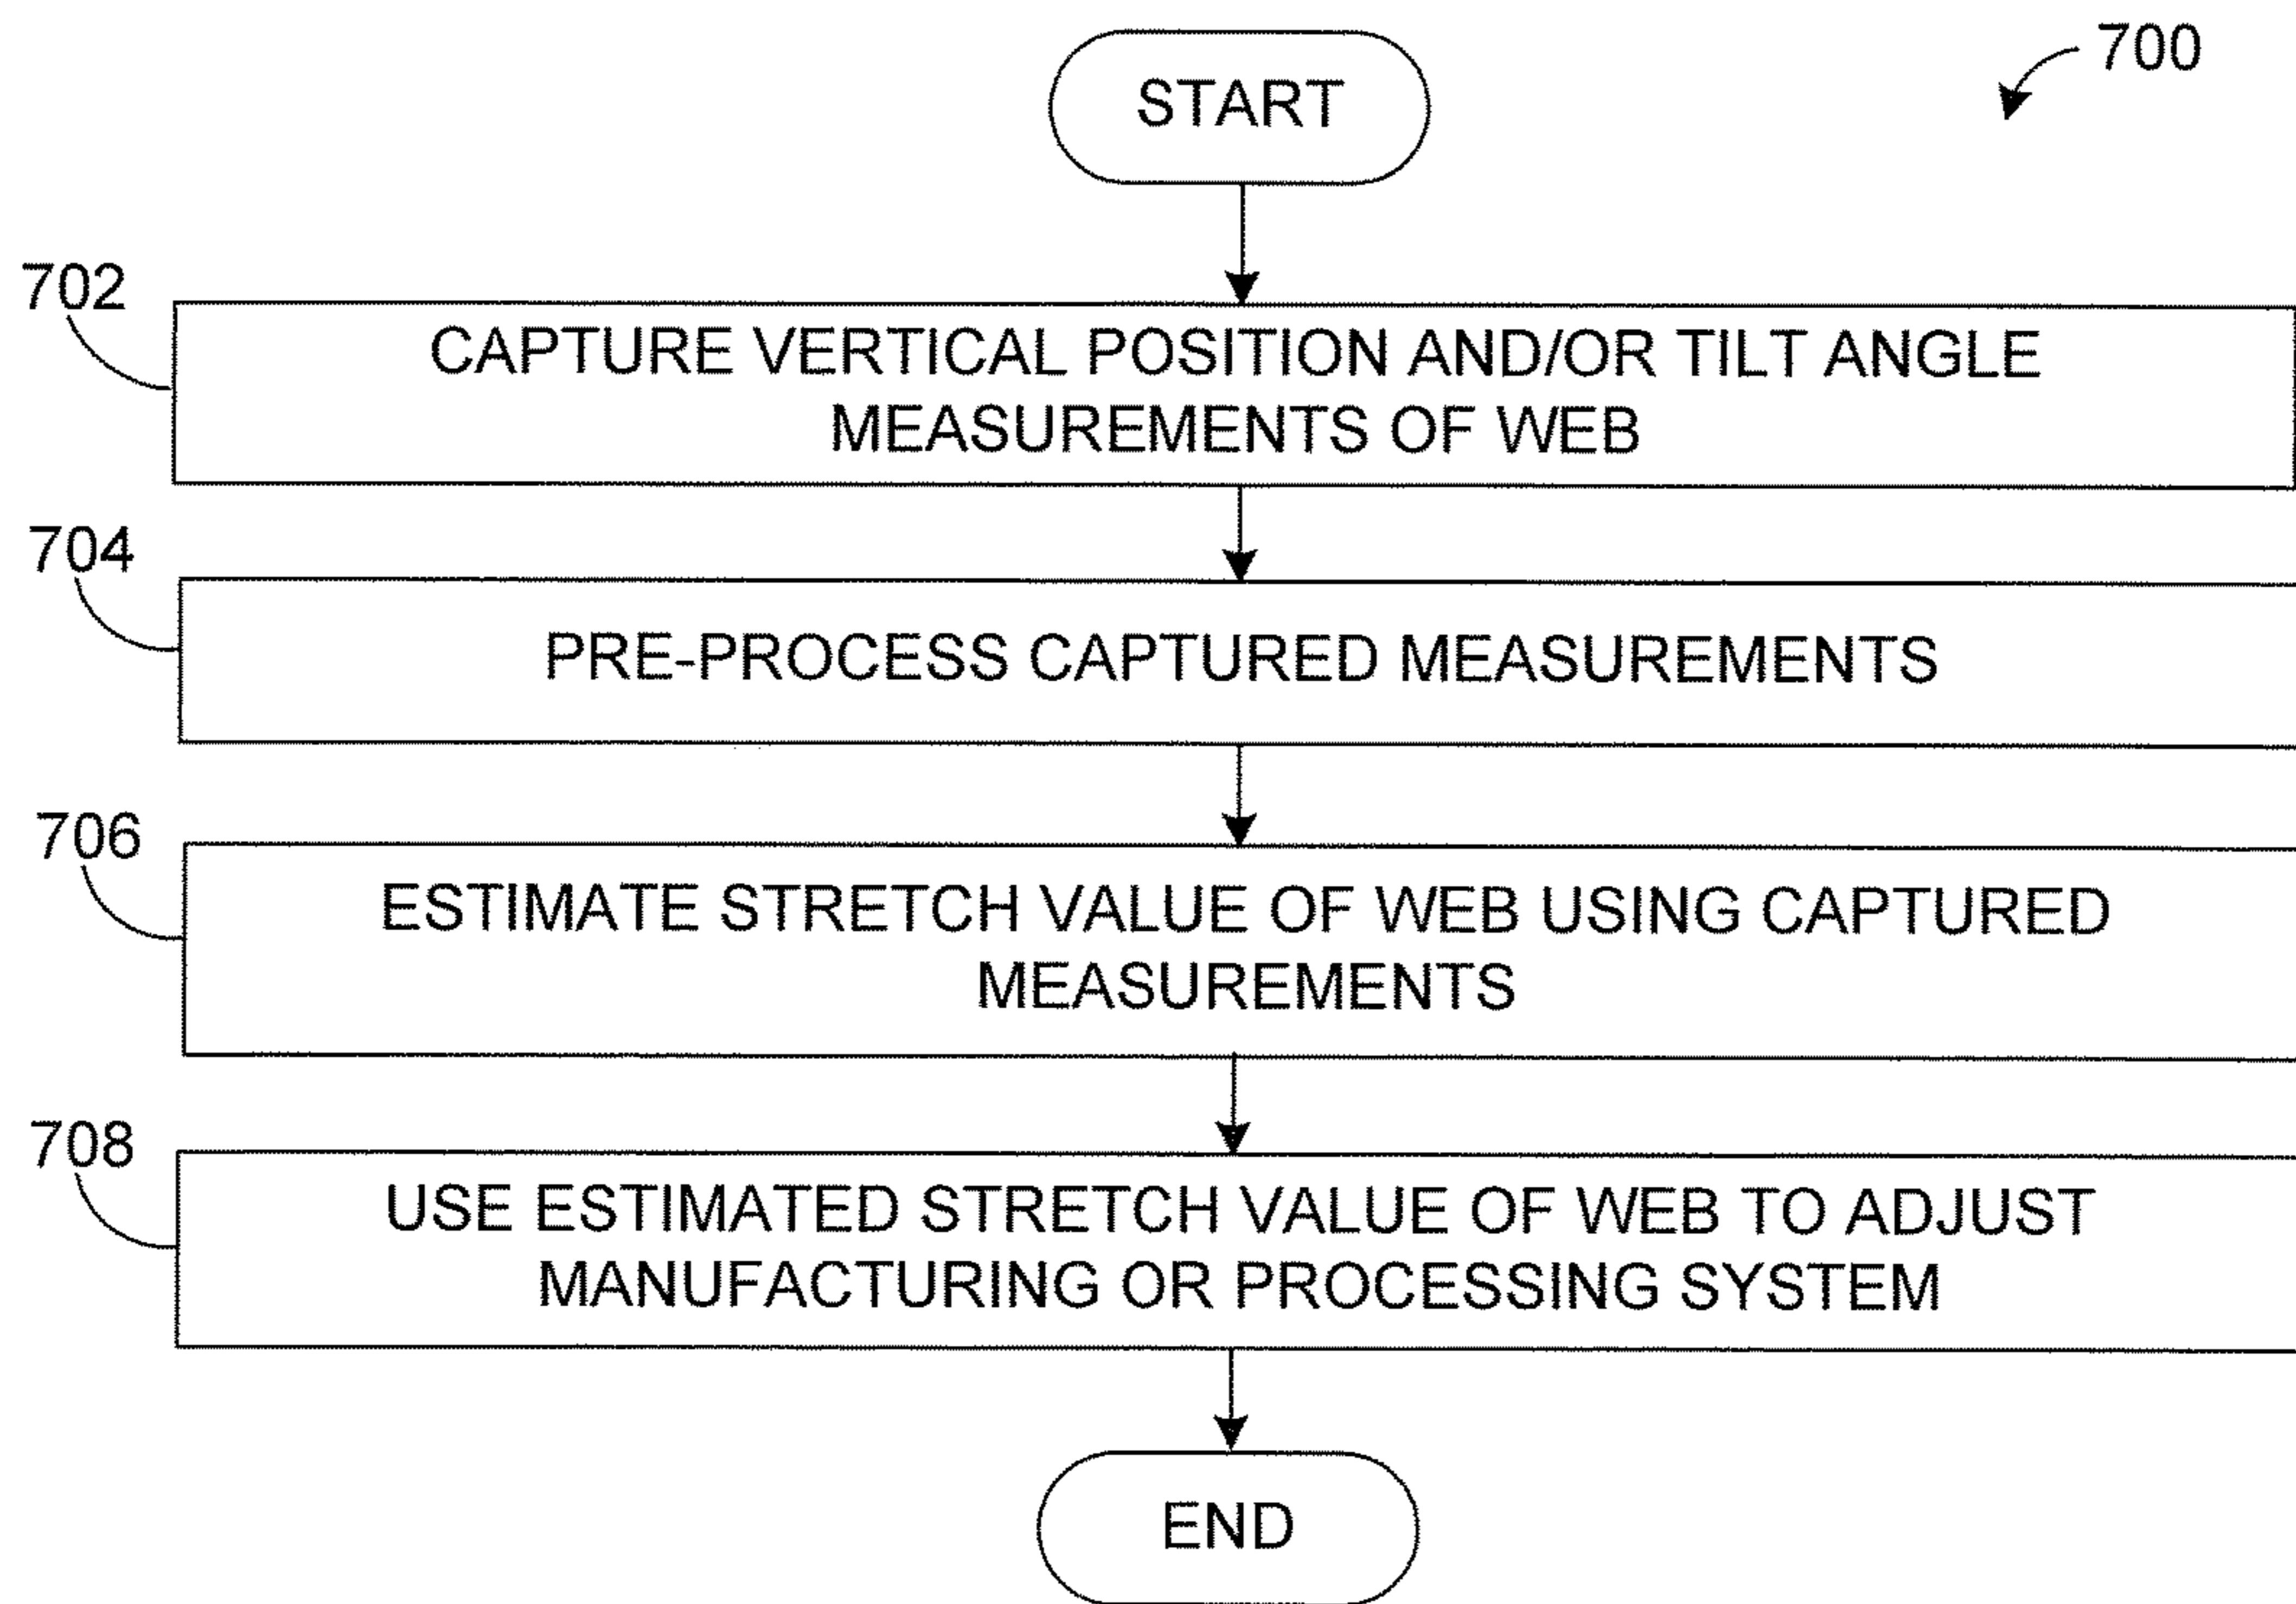 700
START
702
CAPTURE VERTICAL POSITION AND/OR TILT ANGLE
MEASUREMENTS OF WEB
704
PRE-PROCESS CAPTURED MEASUREMENTS
706
ESTIMATE STRETCH VALUE OF WEB USING CAPTURED
MEASUREMENTS
708
USE ESTIMATED STRETCH VALUE OF WEB TO ADJUST
MANUFACTURING OR PROCESSING SYSTEM
END